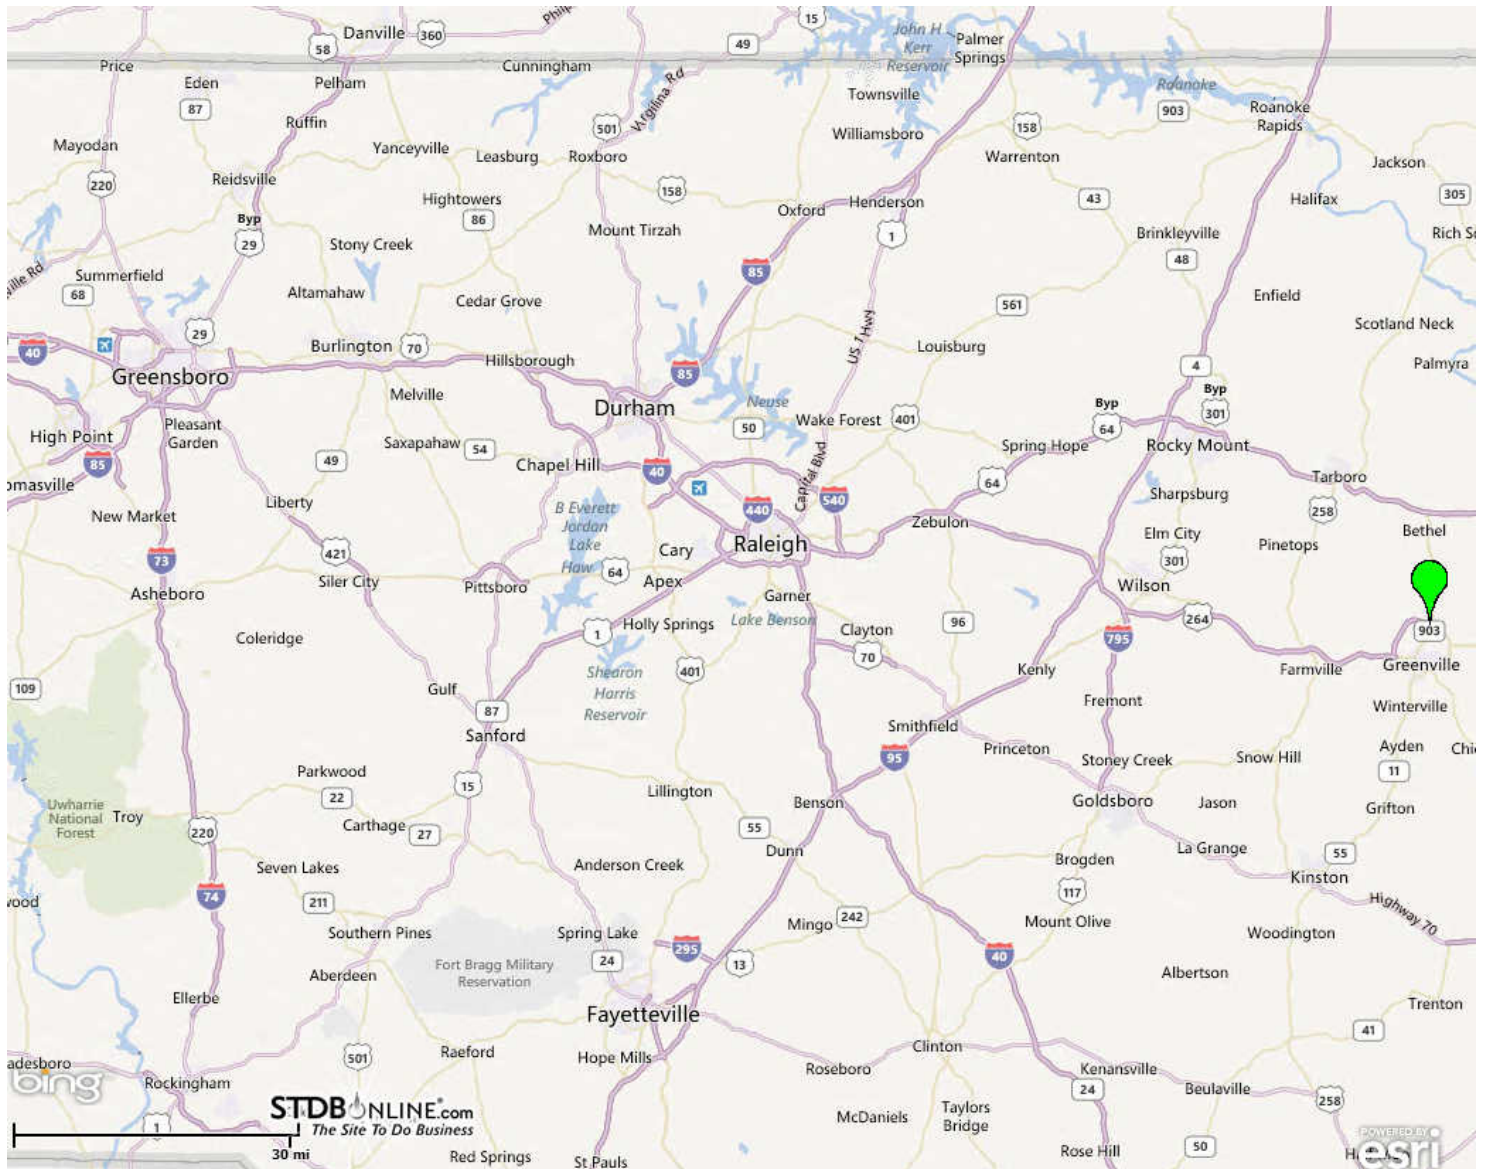 15
John H
Kerr
Reservoir
Palmer
Springs
Danville
360
58
49
Price
Cunningham
Eden
Pelham
Virgilina Rd
Townsville
Roanoke
87
903
Roanoke
Rapids
Ruffin
501
Williamsboro
158
Mayodan
Yanceyville
Leasburg
Roxboro
Warrenton
Jackson
220
Reidsville
158
305
Hightowers
43
Halifax
Byp
86
Oxford
Henderson
29
Mount Tirzah
1
Brinkleyville
Stony Creek
48
Summerfield
85
68
Altamahaw
Cedar Grove
561
Enfield
29
US 1 Hwy
Scotland Neck
40
Burlington
70
Hillsborough
Louisburg
Palmyra
Greensboro
85
4
Melville
Durham
Neuse
Byp
Byp
301
Pleasant
Garden
50
Wake Forest
401
64
High Point
Saxapahaw
54
Spring Hope
Rocky Mount
85
49
Chapel Hill
40
Capital Blvd
64
Tarboro
Liberty
B Everett
Jordan
Lake
540
Sharpsburg
440
258
New Market
Zebulon
Elm City
Bethel
421
Cary
Raleigh
301
Pinetops
73
Haw
64
Siler City
Pittsboro
Apex
Wilson
Asheboro
Garner
Holly Springs
Lake Benson
96
264
1
Clayton
795
903
Coleridge
70
Greenville
Shearon
Harris
Reservoir
401
Kenly
Farmville
109
Gulf
87
Fremont
Winterville
Sanford
Smithfield
Princeton
95
Stoney Creek
Snow Hill
Ayden
11
Parkwood
15
22
Lillington
Benson
Goldsboro
Jason
Grifton
Uwharrie
National
Forest
Troy
Carthage
27
220
55
Dunn
La Grange
55
Seven Lakes
Anderson Creek
Brogden
Kinston
74
117
211
Highway 70
Mingo
242
Mount Olive
Southern Pines
Spring Lake
Woodington
295
24
13
40
Fort Bragg Military
Reservation
Aberdeen
Albertson
Ellerbe
Fayetteville
Trenton
41
Clinton
501
Raeford
Hope Mills
adesboro
Roseboro
Kenansville
bing
Rockingham
24
Beulaville
258
STDBONLINE.com
The Site To Do Business
McDaniels
Taylors
Bridge
1
50
POWERED BY
esri
30 mi
Red Springs
St Pauls
Rose Hill